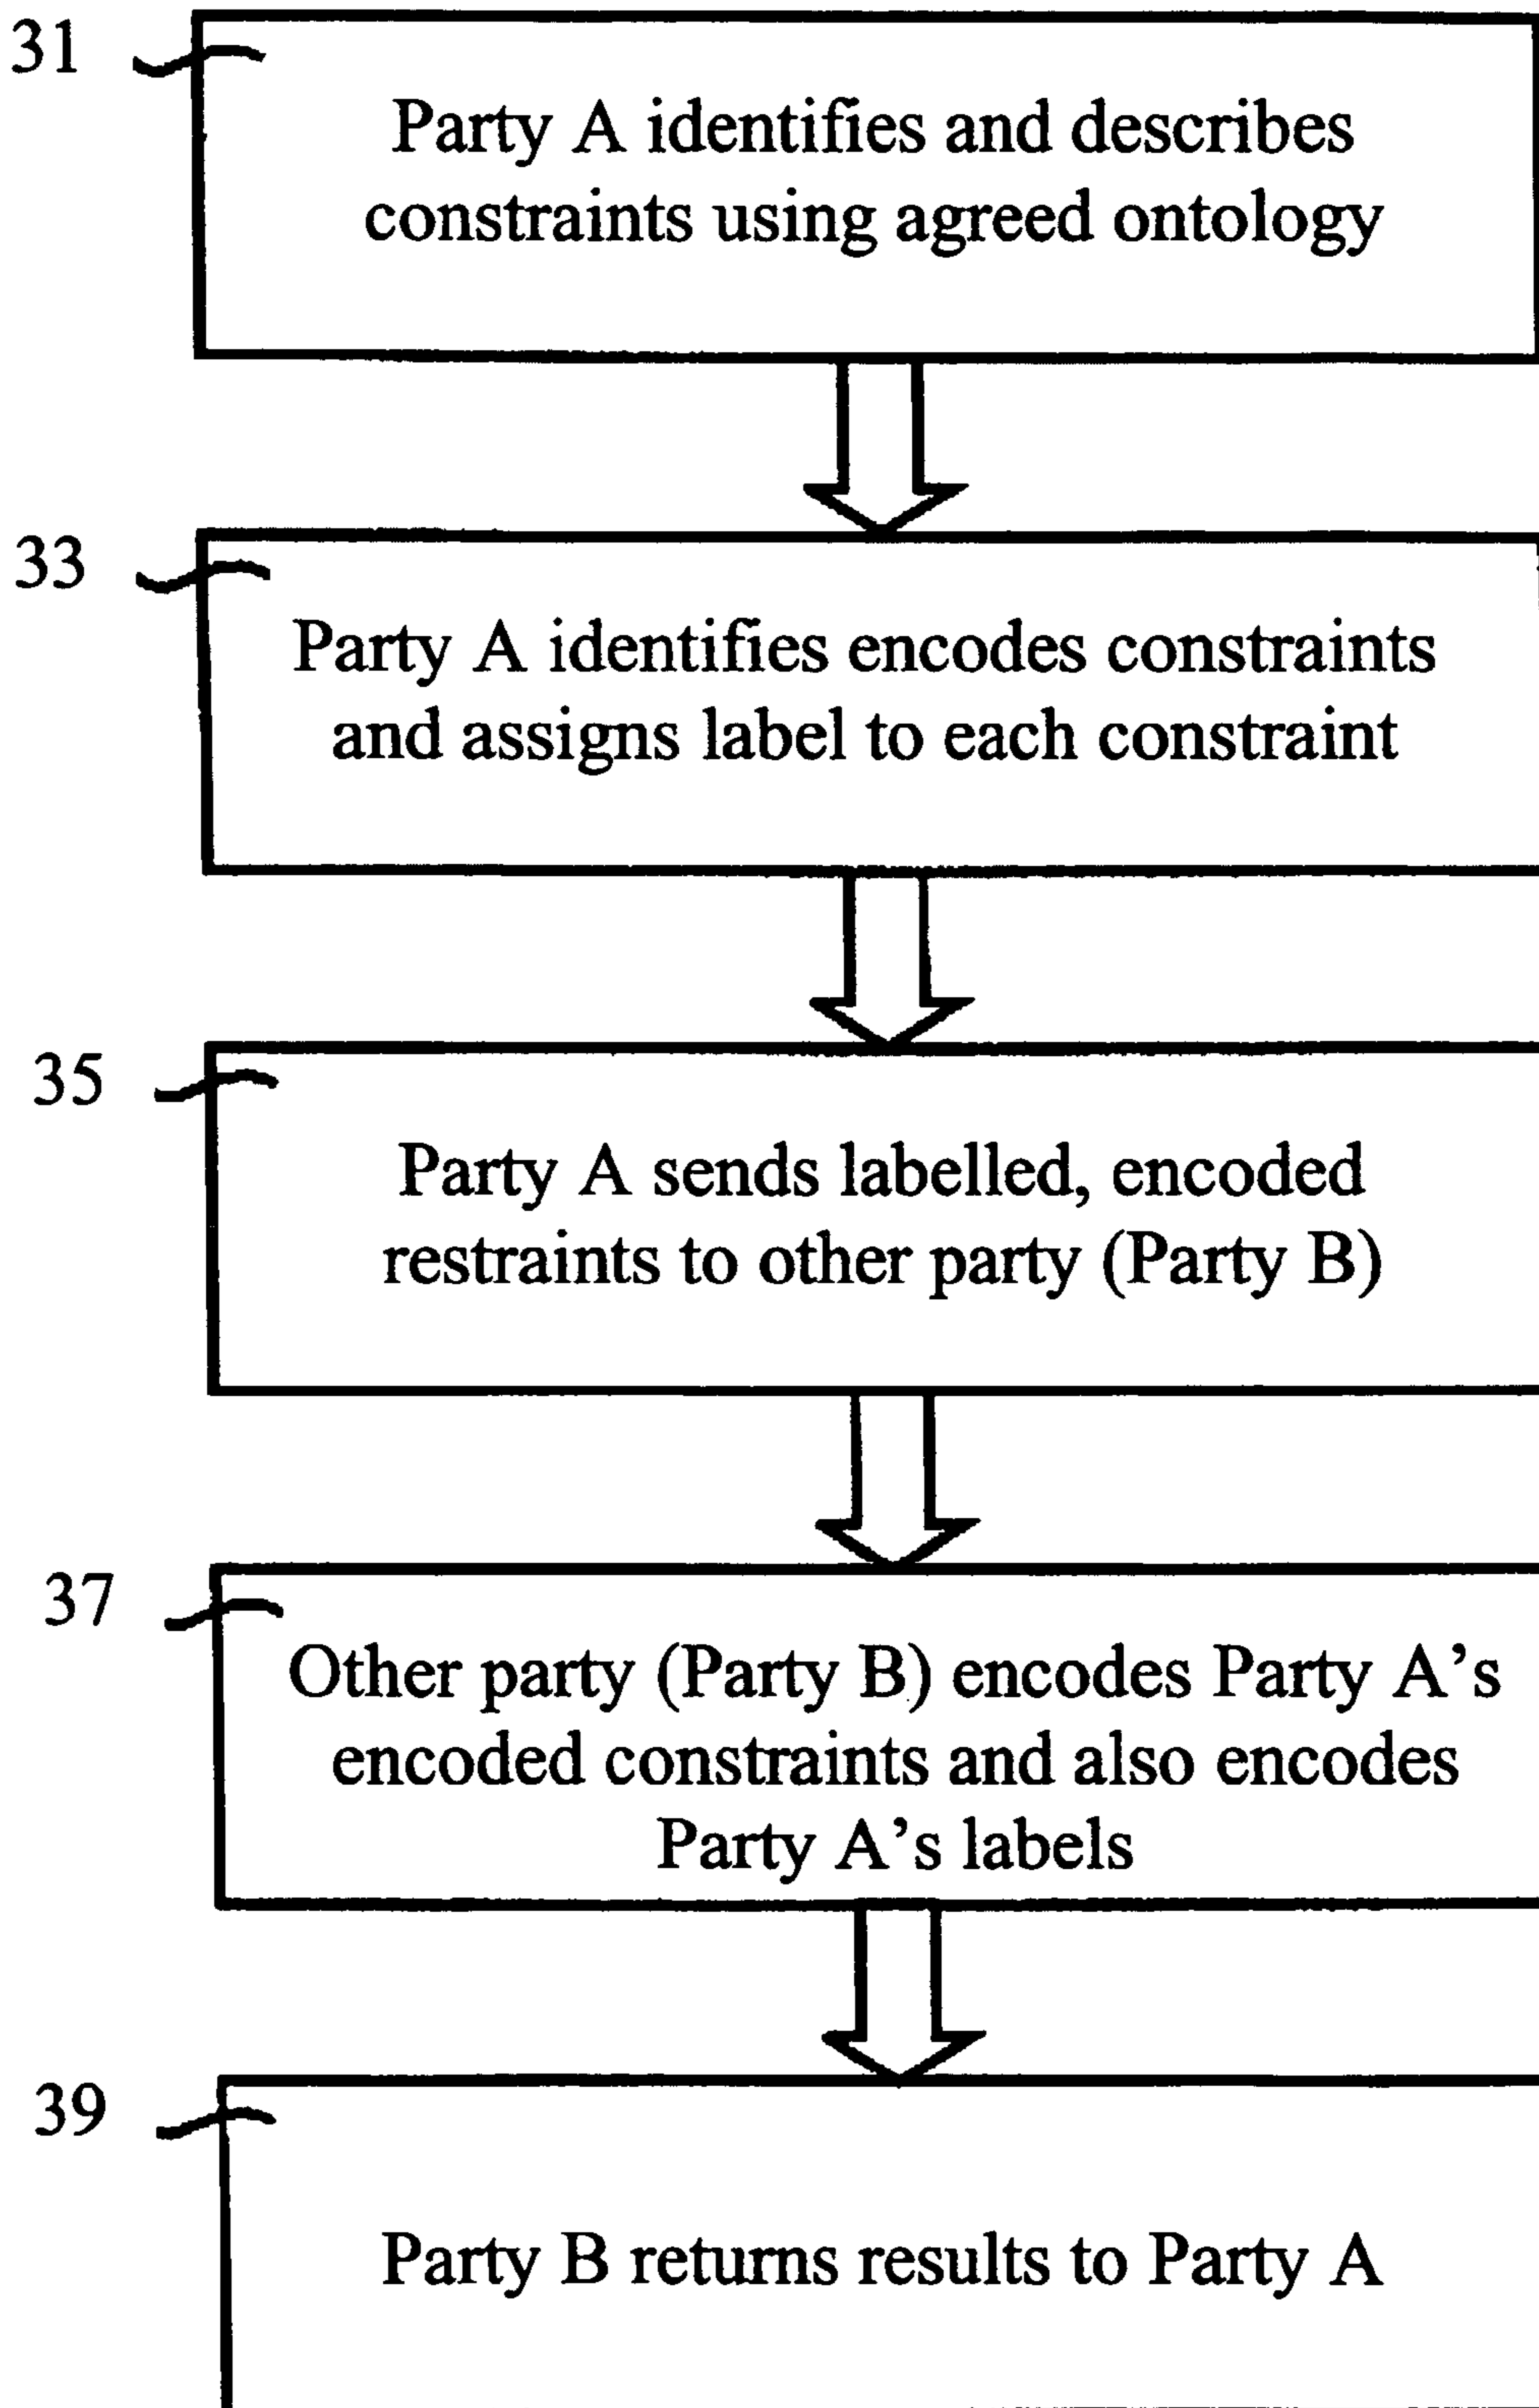 31
Party A identifies and describes
constraints using agreed ontology
33
Party A identifies encodes constraints
and assigns label to each constraint
35
Party A sends labelled, encoded
restraints to other party (Party B)
37
Other party (Party B) encodes Party A's
encoded constraints and also encodes
Party A's labels
39
Party B returns results to Party A